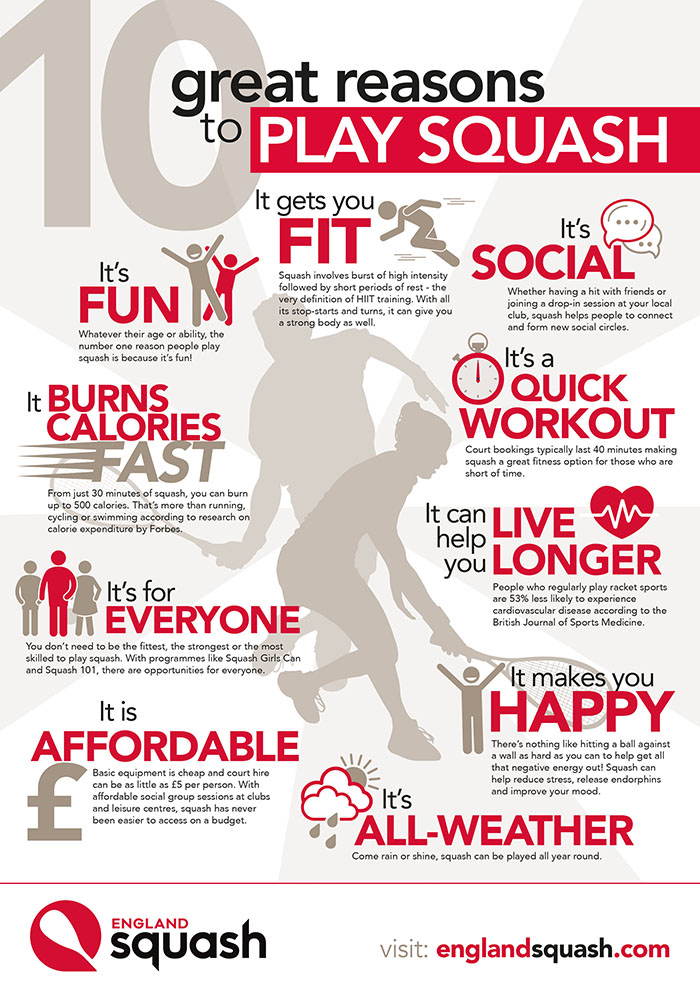 10
great reasons
to PLAY SQUASH
It gets you
FIT
Squash involves burst of high intensity
followed by short periods of rest - the
very definition of HIIT training. With all
its stop-starts and turns, it can give you
a strong body as well.
It's
SOCIAL
Whether having a hit with friends or
joining a drop-in session at your local
club, squash helps people to connect
and form new social circles.
It's
FUN
Whatever their age or ability, the
number one reason people play
squash is because it's fun!
It's a
QUICK
WORKOUT
Court bookings typically last 40 minutes making
squash a great fitness option for those who are
short of time.
It BURNS
CALORIES
FAST
From just 30 minutes of squash, you can burn
up to 500 calories. That's more than running,
cycling or swimming according to research on
calorie expenditure by Forbes.
It can
help
you
LIVE
LONGER
People who regularly play racket sports
are 53% less likely to experience
cardiovascular disease according to the
British Journal of Sports Medicine.
It's for
EVERYONE
You don't need to be the fittest, the strongest or the most
skilled to play squash. With programmes like Squash Girls Can
and Squash 101, there are opportunities for everyone.
It makes you
HAPPY
There's nothing like hitting a ball against
a wall as hard as you can to help get all
that negative energy out! Squash can
help reduce stress, release endorphins
and improve your mood.
It is
AFFORDABLE
£
Basic equipment is cheap and court hire
can be as little as £5 per person. With
affordable social group sessions at clubs
and leisure centres, squash has never
been easier to access on a budget.
It's
ALL-WEATHER
Come rain or shine, squash can be played all year round.
ENGLAND
squash
visit: englandsquash.com